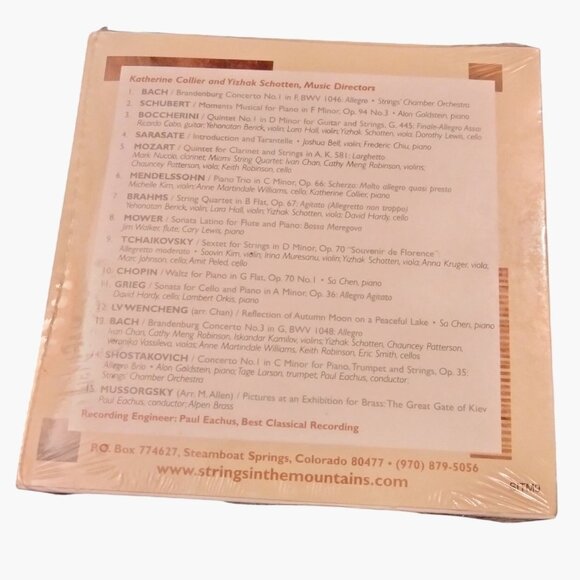 Katherine Collier and Yizhak Schotten, Music Directors
1. BACH / Brandenburg Concerto No.1 in F, BWV 1046: Allegro • Strings' Chamber Orchestra
2. SCHUBERT / Moments Musical for Piano in F Minor, Op. 94 No.3 • Alon Goldstein, piano
3. BOCCHERINI / Quintet No.1 in D Minor for Guitar and Strings, G. 445: Finale-Allegro Assai
Ricardo Cobo, guitar; Yehonatan Berick, violin; Lara Hall, violin; Yizhak Schotten, viola; Dorothy Lewis, cello
4. SARASATE / Introduction and Tarantelle • Joshua Bell, violin; Frederic Chiu, piano
5. MOZART / Quintet for Clarinet and Strings in A, K. 581: Larghetto
Mark Nuccio, clarinet; Miami String Quartet; Ivan Chan, Cathy Meng Robinson, violins;
Chauncey Patterson, viola; Keith Robinson, cello
6. MENDELSSOHN / Piano Trio in C Minor, Op. 66: Scherzo: Molto allegro quasi presto
Michelle Kim, violin; Anne Martindale Williams, cello; Katherine Collier, piano
7. BRAHMS / String Quartet in B Flat, Op. 67: Agitato (Allegretto non troppo)
Yehonatan Berick, violin; Lara Hall, violin; Yizhak Schotten, viola; David Hardy, cello
8. MOWER / Sonata Latino for Flute and Piano: Bossa Merengova
Jim Walker, flute; Gary Lewis, piano
9. TCHAIKOVSKY / Sextet for Strings in D Minor, Op. 70 "Souvenir de Florence":
Allegretto moderato • Soovin Kim, violin; Irina Muresanu, violin; Yizhak Schotten, viola; Anna Kruger, viola;
Marc Johnson, cello; Amit Peled, cello
10. CHOPIN / Waltz for Piano in G Flat, Op. 70 No.1 • Sa Chen, piano
11. GRIEG / Sonata for Cello and Piano in A Minor, Op. 36: Allegro Agitato
David Hardy, cello; Lambert Orkis, piano
12. LVWENCHENG (arr. Chan) / Reflection of Autumn Moon on a Peaceful Lake • Sa Chen, piano
13. BACH / Brandenburg Concerto No.3 in G, BWV 1048: Allegro
Ivan Chan, Cathy Meng Robinson, Iskandar Kamilov, violins; Yizhak Schotten, Chauncey Patterson,
Veronika Vassileva, violas; Anne Martindale Williams, Keith Robinson, Eric Smith, cellos
14. SHOSTAKOVICH / Concerto No.1 in C Minor for Piano, Trumpet and Strings, Op. 35:
Allegro Brio • Alon Goldstein, piano; Tage Larson, trumpet, Paul Eachus, conductor;
Strings' Chamber Orchestra
15. MUSSORGSKY (Arr. M. Allen) / Pictures at an Exhibition for Brass: The Great Gate of Kiev
Paul Eachus, conductor; Alpen Brass
Recording Engineer: Paul Eachus, Best Classical Recording
P.O. Box 774627, Steamboat Springs, Colorado 80477 • (970) 879-5056
www.stringsinthemountains.com
SITM9